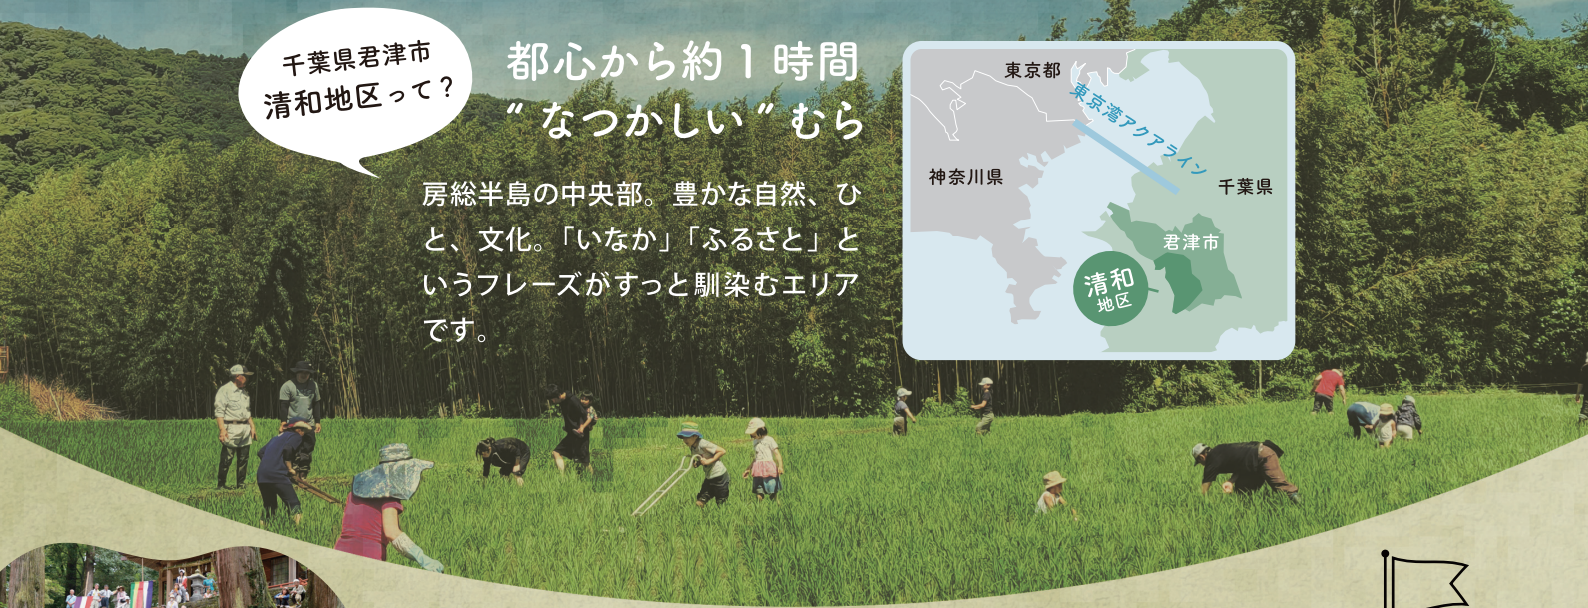 千葉県君津市
清和地区って？
都心から約1時間
“なつかしい”むら
房総半島の中央部。豊かな自然、ひ
と、文化。「いなか」「ふるさと」と
いうフレーズがすっと馴染むエリア
です。
東京都
東京湾アクアライン
神奈川県
千葉県
君津市
清和
地区